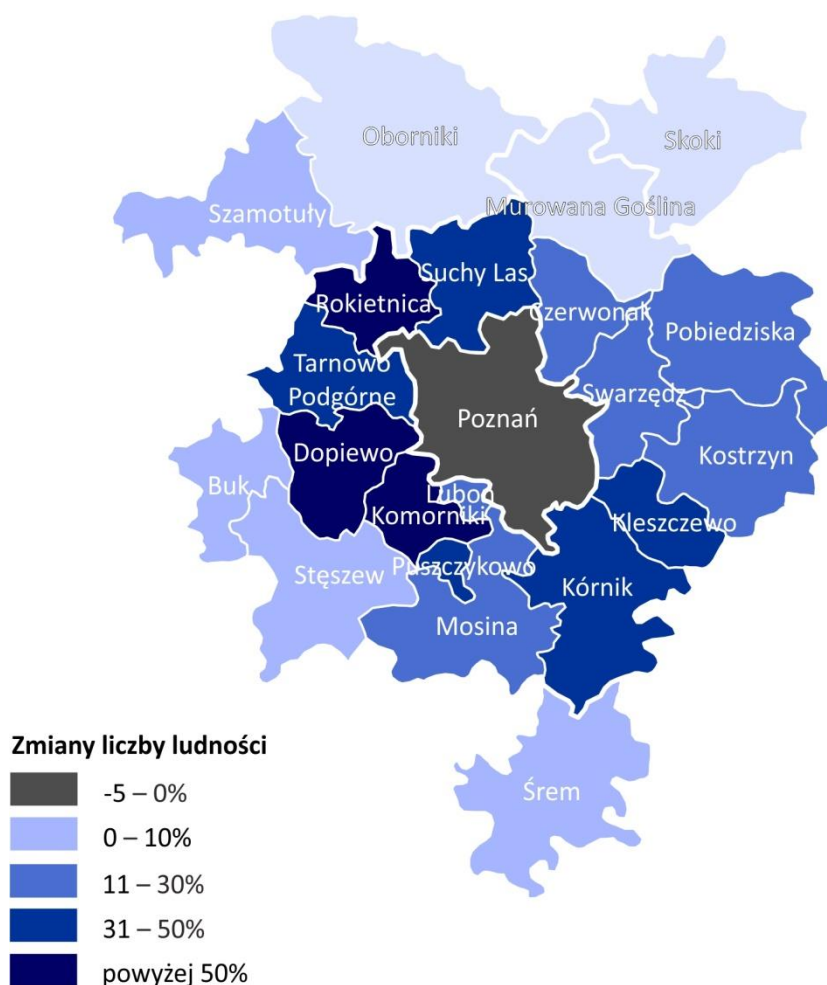 Oborniki
Skoki
Murowana Goślina
Szamotuły
Suchy Las
Rokietnica
Czerwonak
Pobiedziska
Tarnowo
Podgórne
Swarzędz
Poznań
Dopiewo
Kostrzyn
Buk
Luboń
Komorniki
Kleszczewo
Puszczykowo
Stęszew
Kórnik
Mosina
Śrem
Zmiany liczby ludności
-5 – 0%
0 – 10%
11 – 30%
31 – 50%
powyżej 50%